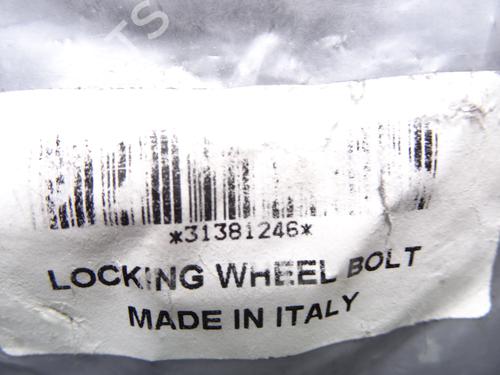 *31381246*
LOCKING WHEEL BOLT
MADE IN ITALY